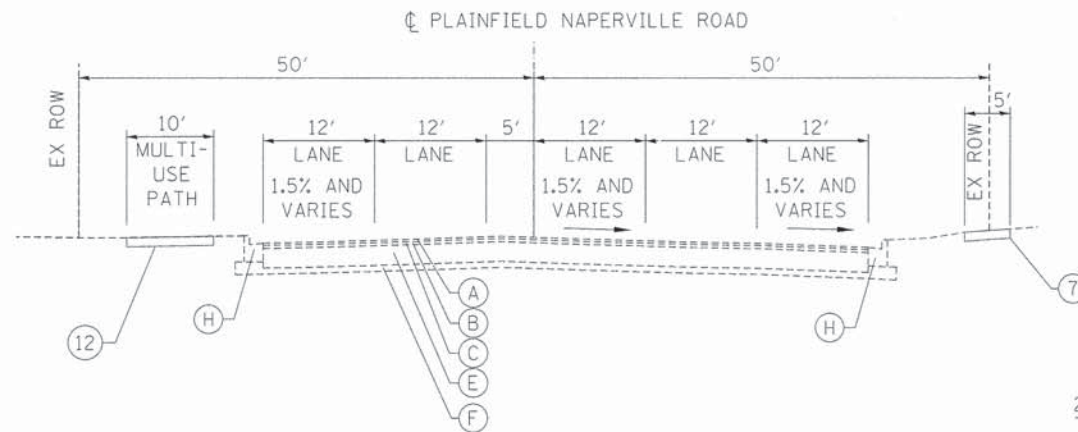 ℄ PLAINFIELD NAPERVILLE ROAD
50' 50'
EX ROW
EX ROW
5'
10'
MULTI-
USE
PATH
12' 12' 5' 12' 12' 12'
LANE LANE LANE LANE LANE
1.5% AND
VARIES
1.5% AND
VARIES
1.5% AND
VARIES
A
B
C
E
F
H
H
12
7
2